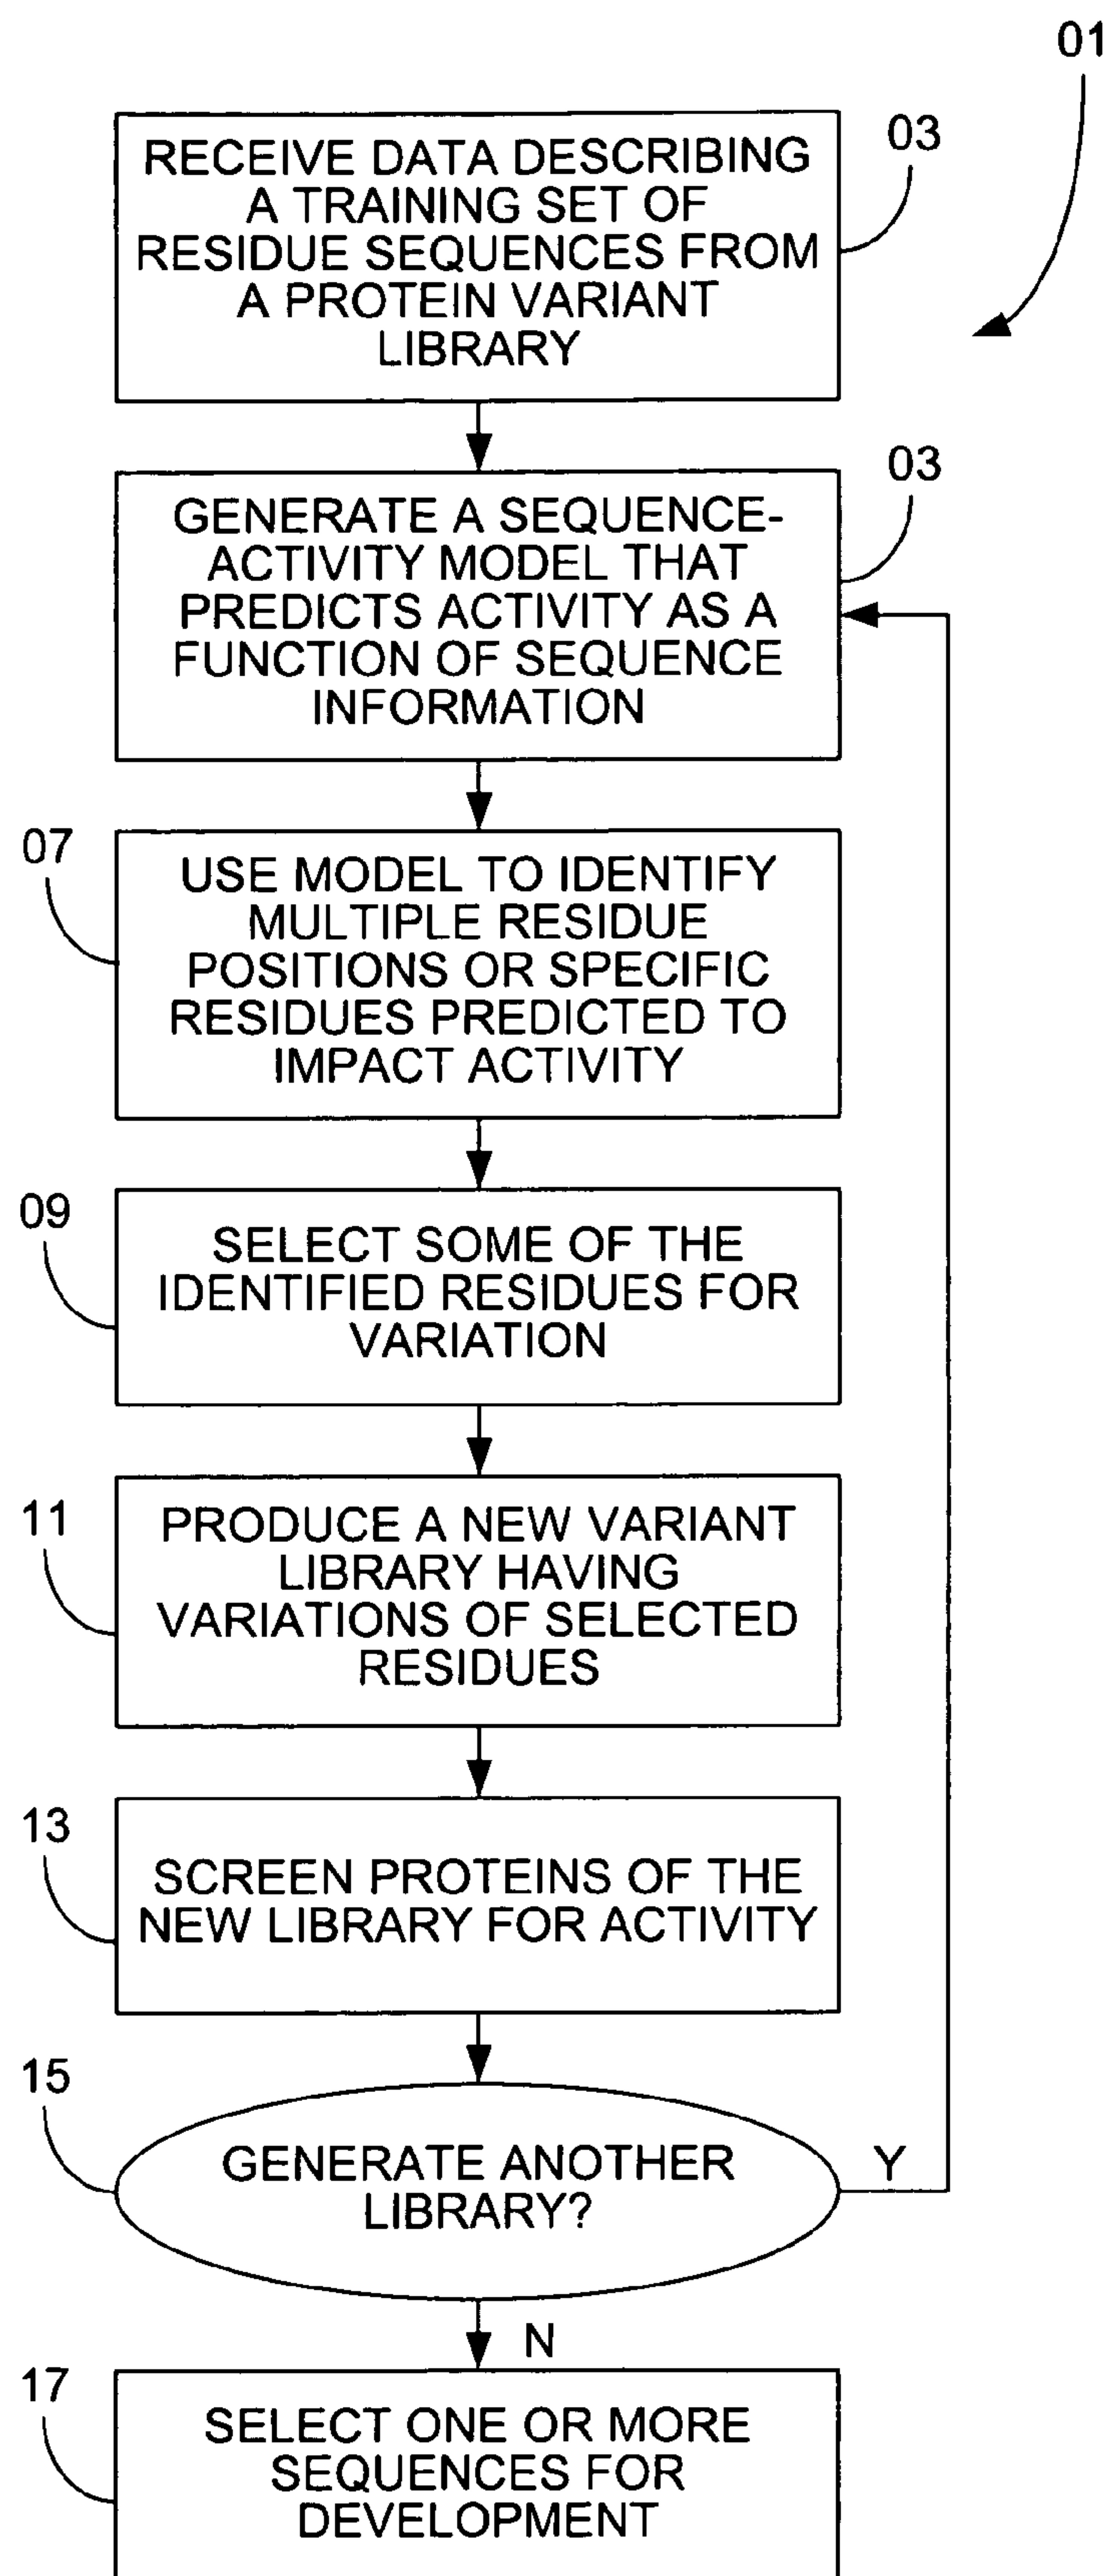 01
03
RECEIVE DATA DESCRIBING
A TRAINING SET OF
RESIDUE SEQUENCES FROM
A PROTEIN VARIANT
LIBRARY
03
GENERATE A SEQUENCE-
ACTIVITY MODEL THAT
PREDICTS ACTIVITY AS A
FUNCTION OF SEQUENCE
INFORMATION
07
USE MODEL TO IDENTIFY
MULTIPLE RESIDUE
POSITIONS OR SPECIFIC
RESIDUES PREDICTED TO
IMPACT ACTIVITY
09
SELECT SOME OF THE
IDENTIFIED RESIDUES FOR
VARIATION
11
PRODUCE A NEW VARIANT
LIBRARY HAVING
VARIATIONS OF SELECTED
RESIDUES
13
SCREEN PROTEINS OF THE
NEW LIBRARY FOR ACTIVITY
15
GENERATE ANOTHER
LIBRARY?
Y
N
17
SELECT ONE OR MORE
SEQUENCES FOR
DEVELOPMENT